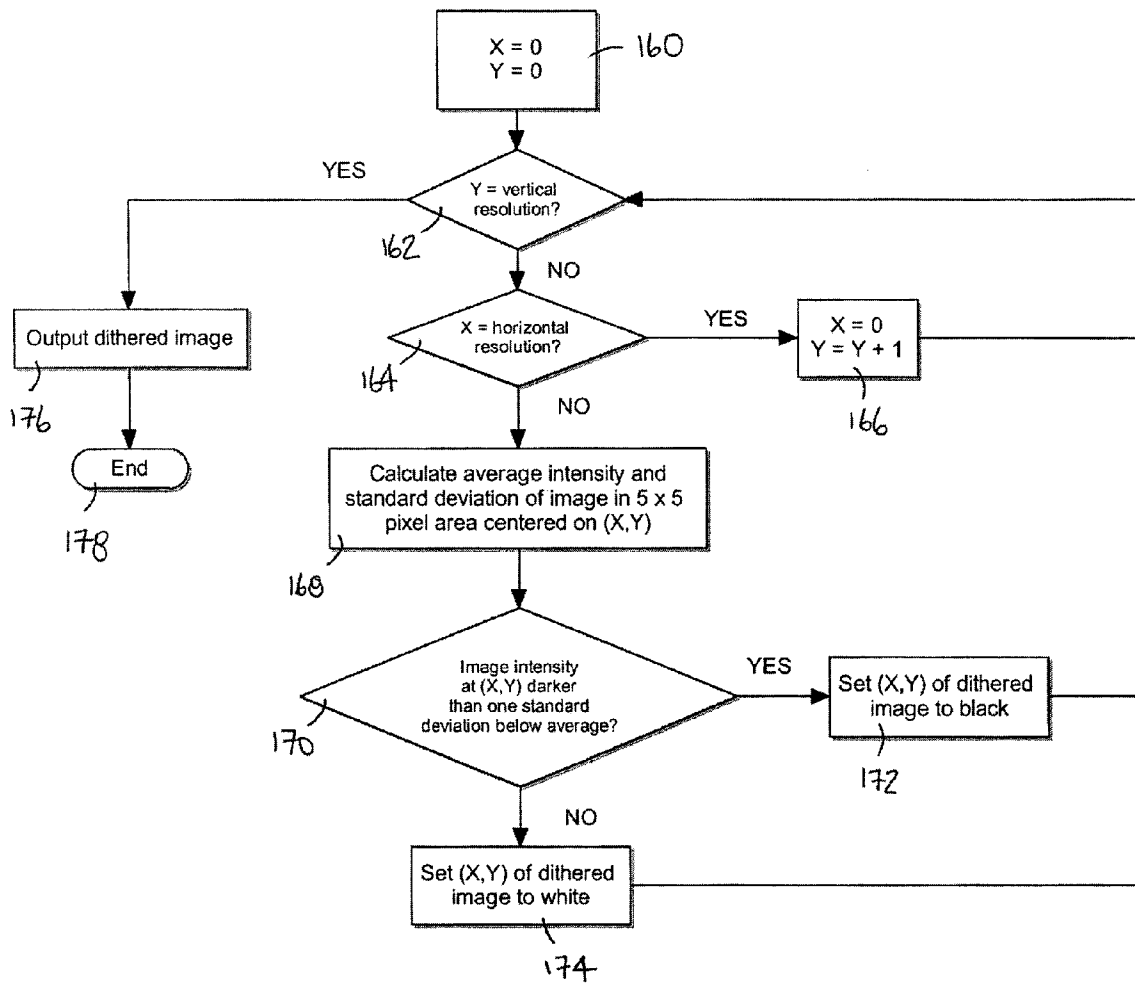 X = 0
Y = 0
160
YES
Y = vertical
resolution?
162
NO
X = horizontal
resolution?
164
YES
X = 0
Y = Y + 1
166
Output dithered image
176
NO
End
178
Calculate average intensity and
standard deviation of image in 5 x 5
pixel area centered on (X,Y)
168
Image intensity
at (X,Y) darker
than one standard
deviation below average?
170
YES
Set (X,Y) of dithered
image to black
172
NO
Set (X,Y) of dithered
image to white
174